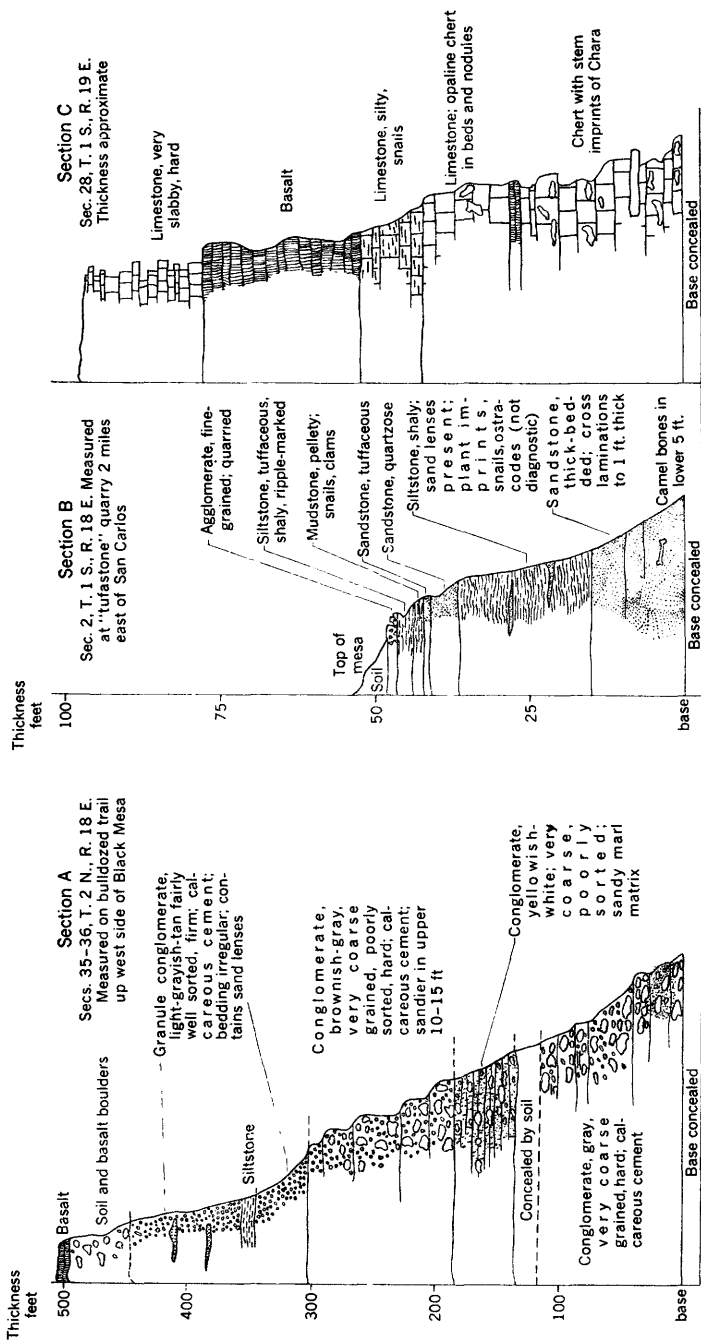 Thickness
feet
500
400
300
200
100
base
Section A
Secs. 35-36, T. 2 N., R. 18 E.
Measured on bulldozed trail
up west side of Black Mesa
Basalt
Soil and basalt boulders
Granule conglomerate,
light-grayish-tan fairly
well sorted, firm; cal-
careous cement;
bedding irregular; con-
tains sand lenses
Siltstone
Conglomerate,
brownish-gray,
very coarse
grained, poorly
sorted, hard; cal-
careous cement;
sandier in upper
10-15 ft
Conglomerate,
yellowish-
white; very
coarse,
poorly
sorted;
sandy marl
matrix
Concealed by soil
Conglomerate, gray,
very coarse
grained, hard; cal-
careous cement
Base concealed
Thickness
feet
100
75
50
25
base
Section B
Sec. 2, T. 1 S., R. 18 E. Measured
at "tufastone" quarry 2 miles
east of San Carlos
Top of
mesa
Soil
Agglomerate, fine-
grained; quarried
Siltstone, tuffaceous,
shaly, ripple-marked
Mudstone, pellety;
snails, clams
Sandstone, tuffaceous
Sandstone, quartzose
Siltstone, shaly;
sand lenses
present;
plant im-
prints,
snails, ostra-
codes (not
diagnostic)
Sandstone,
thick-bed-
ded; cross
laminations
to 1 ft. thick
Camel bones in
lower 5 ft.
Base concealed
Section C
Sec. 28, T. 1 S., R. 19 E.
Thickness approximate
Limestone, very
slabby, hard
Basalt
Limestone, silty,
snails
Limestone; opaline chert
in beds and nodules
Chert with stem
imprints of Chara
Base concealed